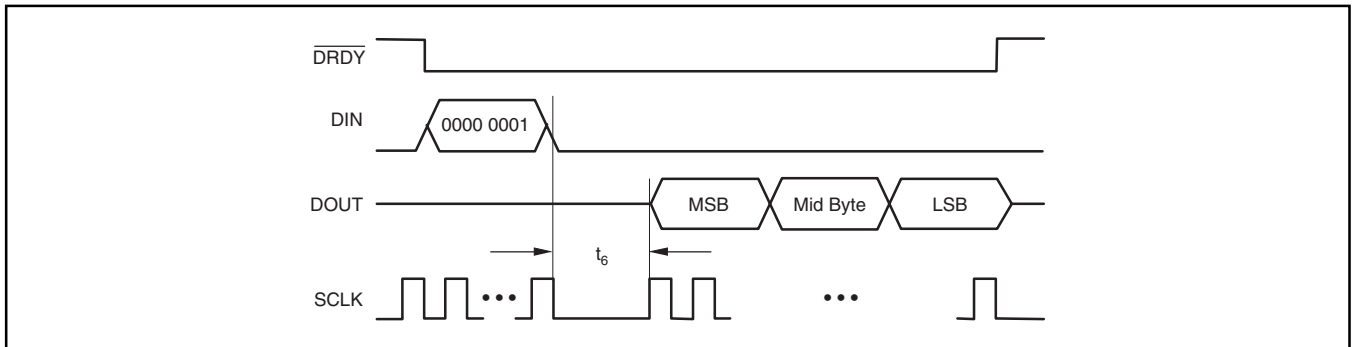 DRDY
DIN
0000 0001
DOUT
MSB
Mid Byte
LSB
t6
SCLK
•••
•••